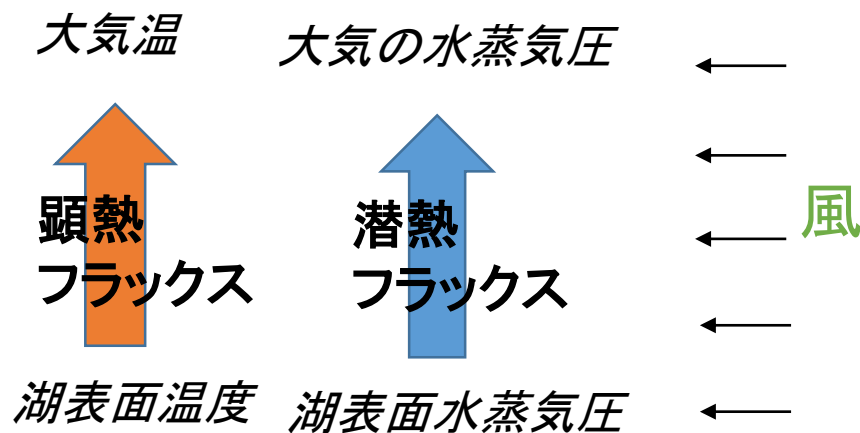 大気温
大気の水蒸気圧
顕熱
フラックス
潜熱
フラックス
風
湖表面温度
湖表面水蒸気圧